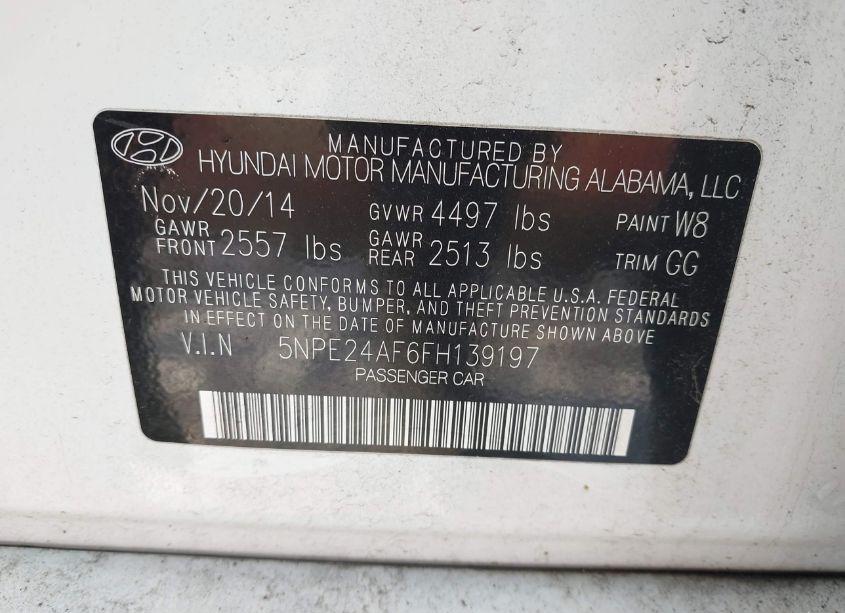 MANUFACTURED BY
HYUNDAI MOTOR MANUFACTURING ALABAMA, LLC
Nov/20/14 GVWR 4497 lbs PAINT W8
GAWR FRONT 2557 lbs GAWR REAR 2513 lbs TRIM GG
THIS VEHICLE CONFORMS TO ALL APPLICABLE U.S.A. FEDERAL
MOTOR VEHICLE SAFETY, BUMPER, AND THEFT PREVENTION STANDARDS
IN EFFECT ON THE DATE OF MANUFACTURE SHOWN ABOVE
V.I.N 5NPE24AF6FH139197
PASSENGER CAR